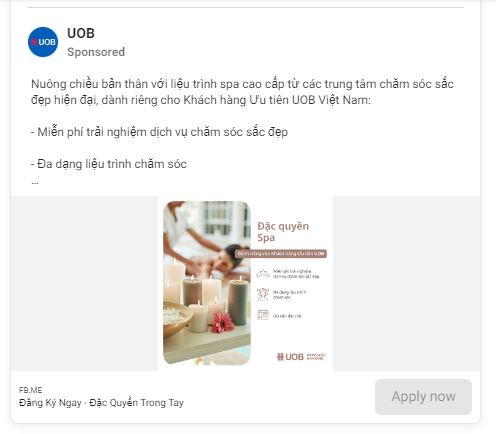 UOB
UOB
Sponsored
Nuông chiều bản thân với liệu trình spa cao cấp từ các trung tâm chăm sóc sắc
đẹp hiện đại, dành riêng cho Khách hàng Ưu tiên UOB Việt Nam:
- Miễn phí trải nghiệm dịch vụ chăm sóc sắc đẹp
- Đa dạng liệu trình chăm sóc
...
Đặc quyền
Spa
Dành riêng cho Khách hàng Ưu tiên UOB
Miễn phí trải nghiệm
dịch vụ chăm sóc sắc đẹp
Đa dạng liệu trình
chăm sóc
Ưu tiên đặt chỗ
UOB PRIVILEGE
BANKING
FB.ME
Đăng Ký Ngay - Đặc Quyền Trong Tay
Apply now